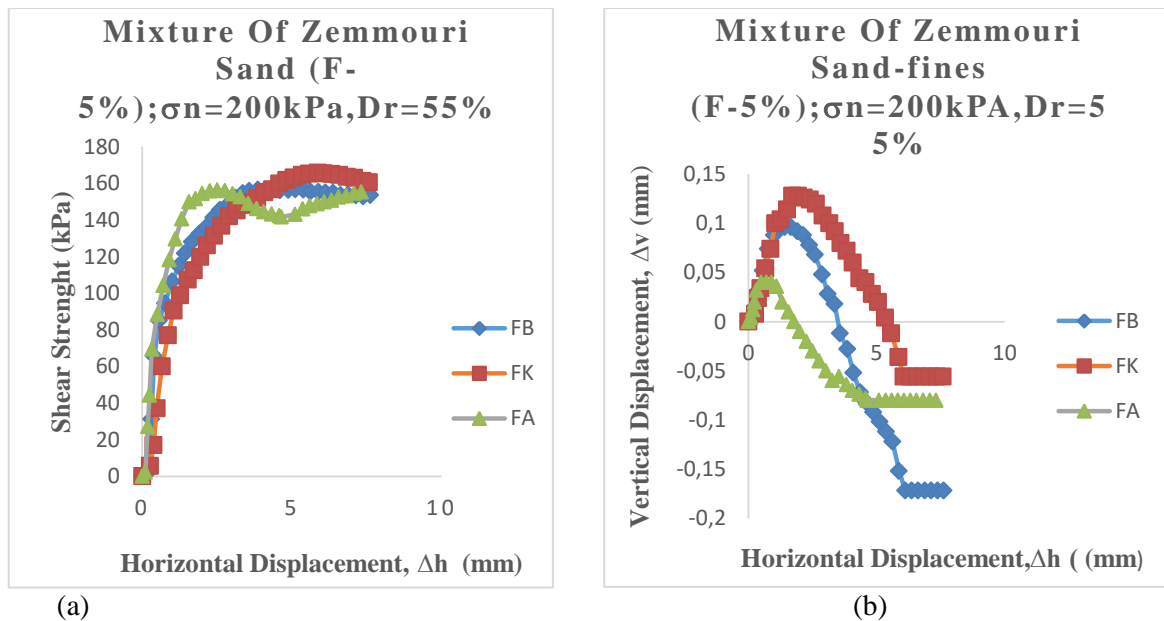 Mixture Of Zemmouri
Sand (F-
5%);σn=200kPa,Dr=55%
Shear Strenght (kPa)
180
160
140
120
100
80
60
40
20
0
0
5
10
FB
FK
FA
Horizontal Displacement, Δh (mm)
(a)
Mixture Of Zemmouri
Sand-fines
(F-5%);σn=200kPA,Dr=5
5%
Vertical Displacement, Δv (mm)
0,15
0,1
0,05
0
-0,05
-0,1
-0,15
-0,2
0
5
10
FB
FK
FA
Horizontal Displacement,Δh ( (mm)
(b)